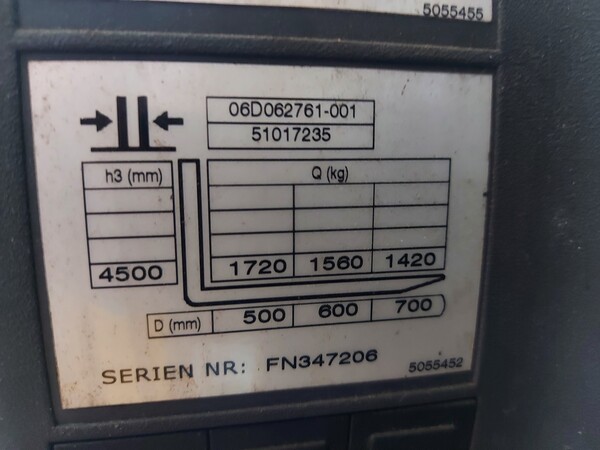 5055455
06D062761-001
51017235
h3 (mm)
Q (kg)
4500
1720 1560 1420
D (mm) 500 600 700
SERIEN NR: FN347206
5055452